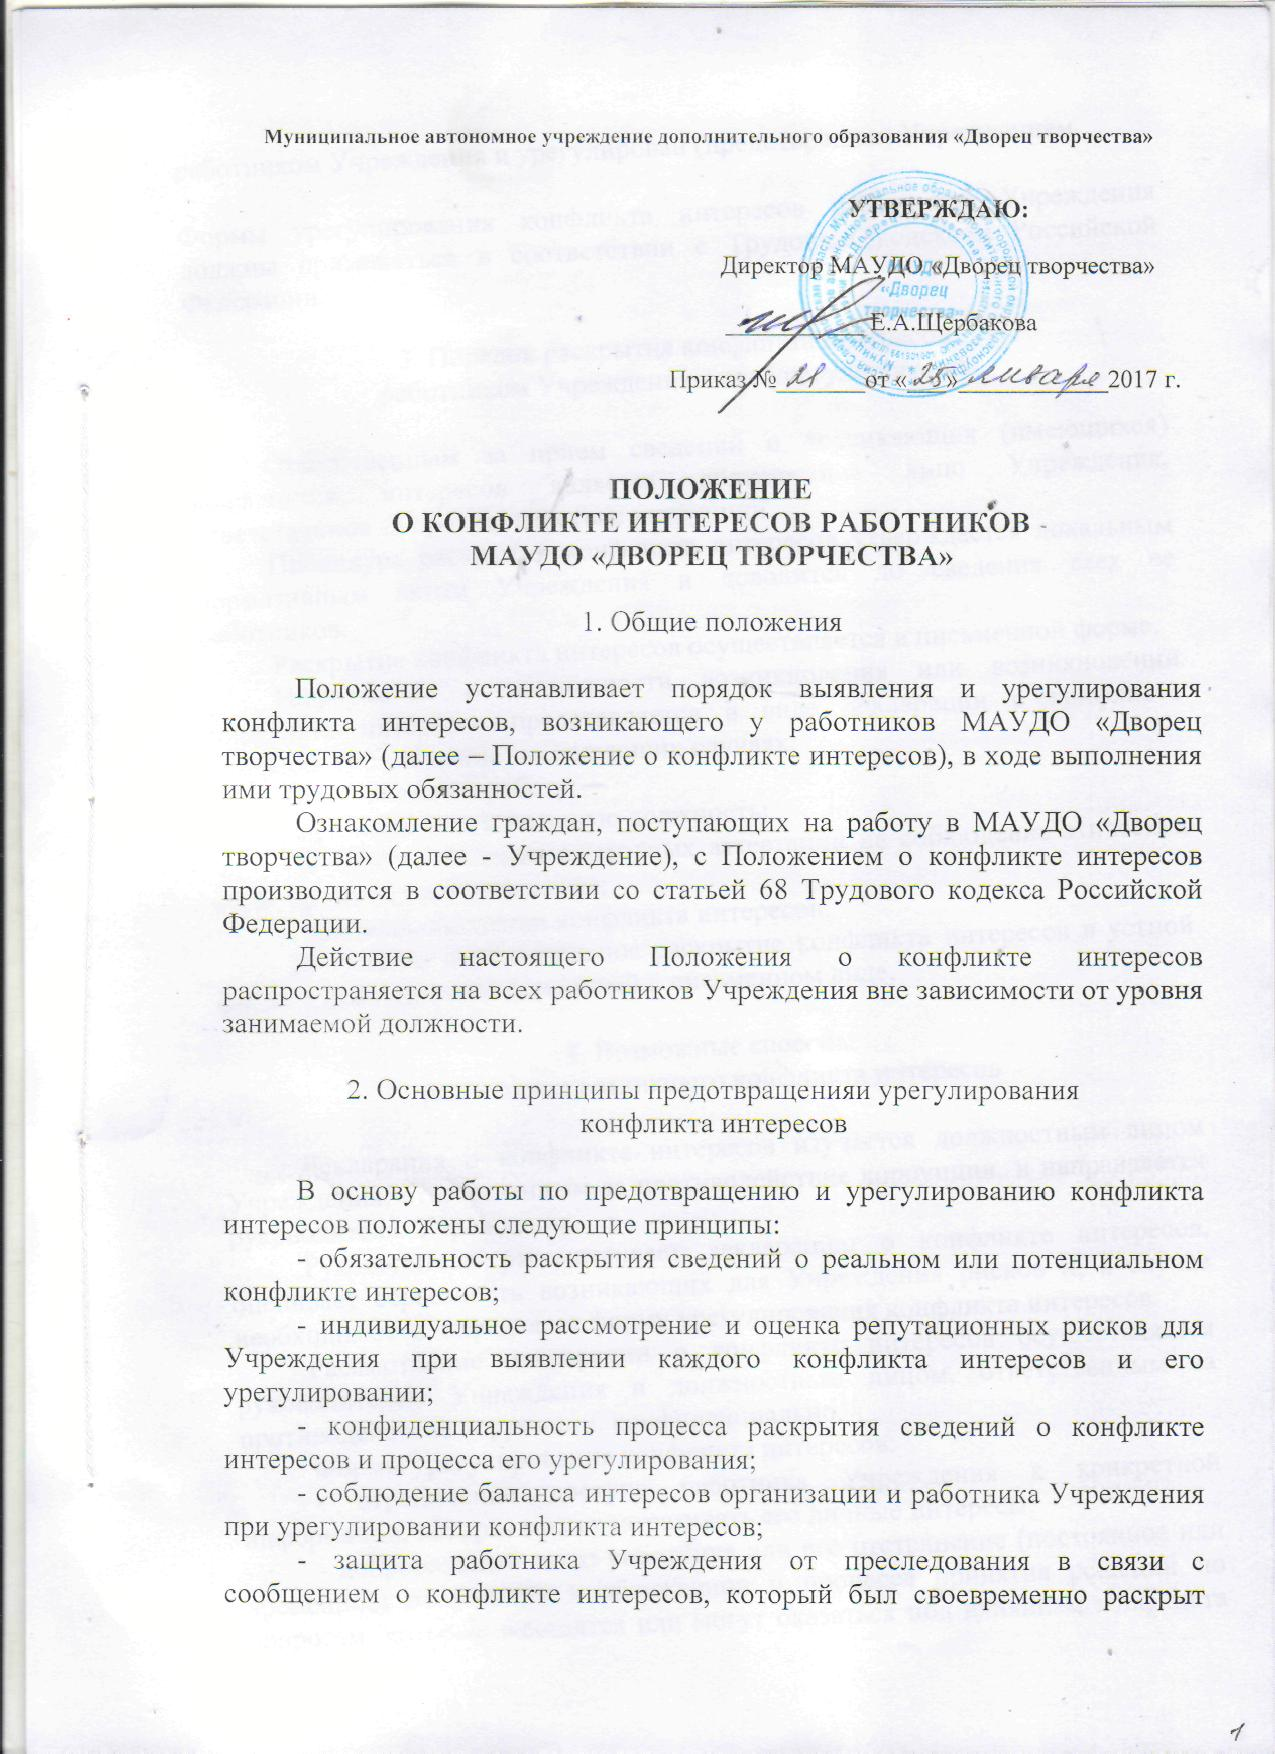 Муниципальное автономное учреждение дополнительного образования «Дворец творчества»
УТВЕРЖДАЮ:
Директор МАУДО «Дворец творчества»
Е.А.Щербакова
МАУДО
«Дворец
творчества»
Приказ № 21 от «25» января 2017 г.
ПОЛОЖЕНИЕ
О КОНФЛИКТЕ ИНТЕРЕСОВ РАБОТНИКОВ
МАУДО «ДВОРЕЦ ТВОРЧЕСТВА»
1. Общие положения
Положение устанавливает порядок выявления и урегулирования
конфликта интересов, возникающего у работников МАУДО «Дворец
творчества» (далее – Положение о конфликте интересов), в ходе выполнения
ими трудовых обязанностей.
Ознакомление граждан, поступающих на работу в МАУДО «Дворец
творчества» (далее - Учреждение), с Положением о конфликте интересов
производится в соответствии со статьей 68 Трудового кодекса Российской
Федерации.
Действие настоящего Положения о конфликте интересов
распространяется на всех работников Учреждения вне зависимости от уровня
занимаемой должности.
2. Основные принципы предотвращенияи урегулирования
конфликта интересов
В основу работы по предотвращению и урегулированию конфликта
интересов положены следующие принципы:
- обязательность раскрытия сведений о реальном или потенциальном
конфликте интересов;
- индивидуальное рассмотрение и оценка репутационных рисков для
Учреждения при выявлении каждого конфликта интересов и его
урегулировании;
- конфиденциальность процесса раскрытия сведений о конфликте
интересов и процесса его урегулирования;
- соблюдение баланса интересов организации и работника Учреждения
при урегулировании конфликта интересов;
- защита работника Учреждения от преследования в связи с
сообщением о конфликте интересов, который был своевременно раскрыт
1